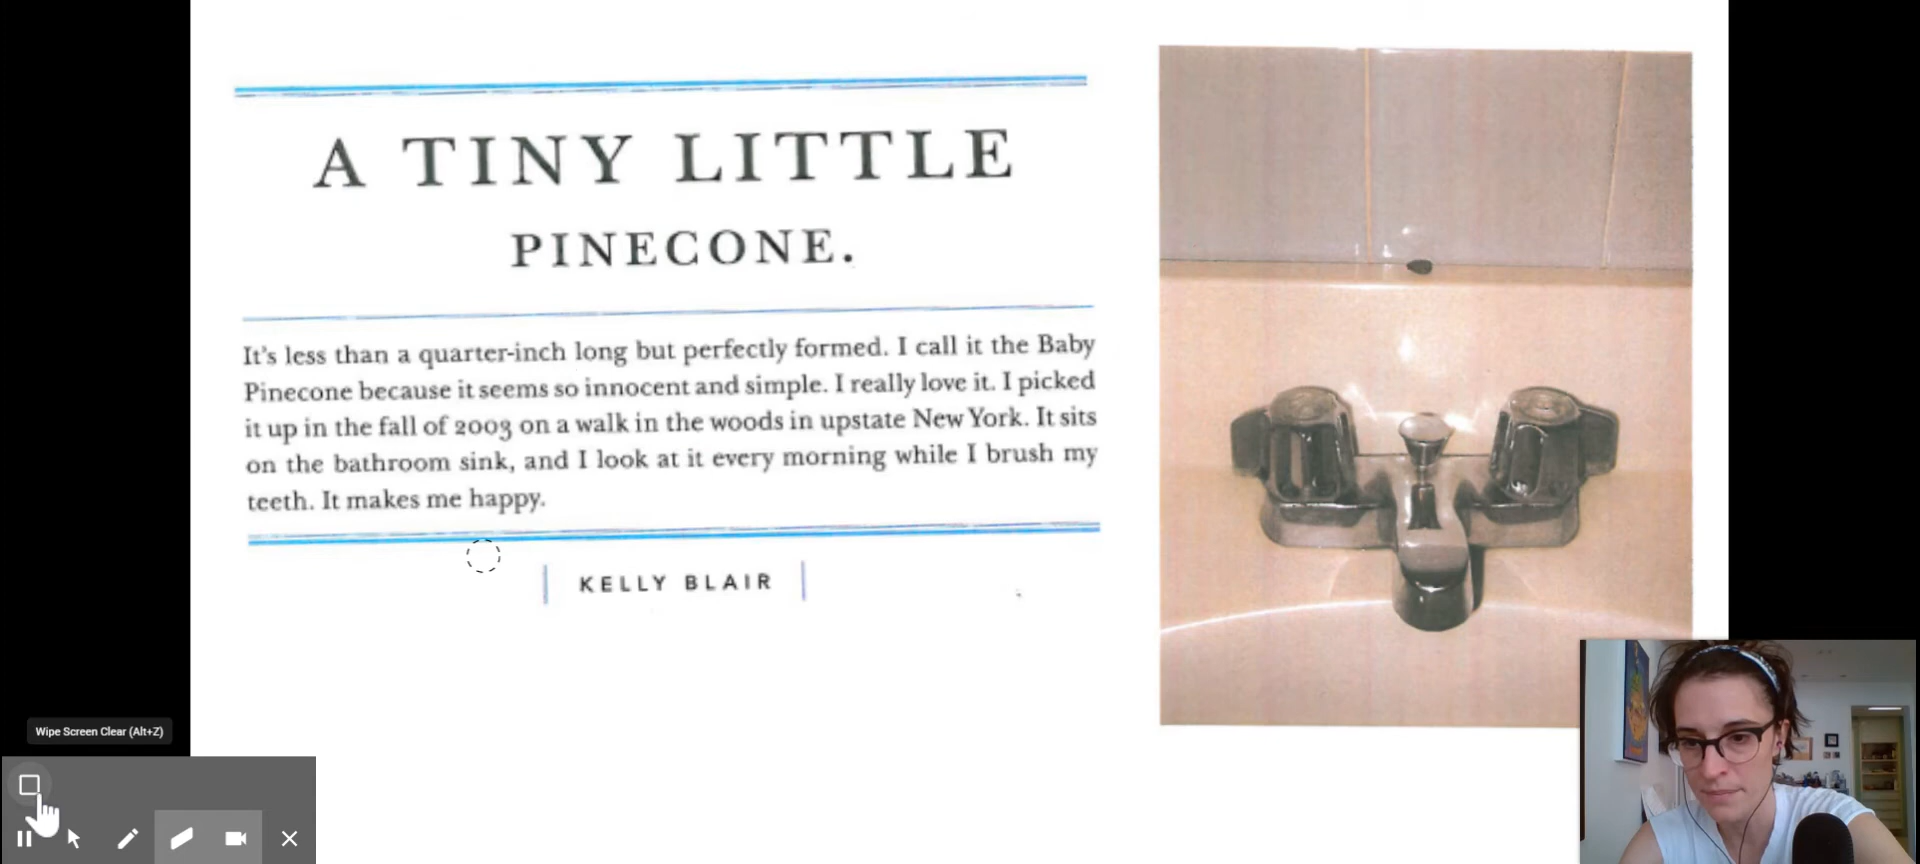 A TINY LITTLE
PINECONE.
It's less than a quarter-inch long but perfectly formed. I call it the Baby
Pinecone because it seems so innocent and simple. I really love it. I picked
it up in the fall of 2003 on a walk in the woods in upstate New York. It sits
on the bathroom sink, and I look at it every morning while I brush my
teeth. It makes me happy.
KELLY BLAIR
Wipe Screen Clear (Alt+Z)